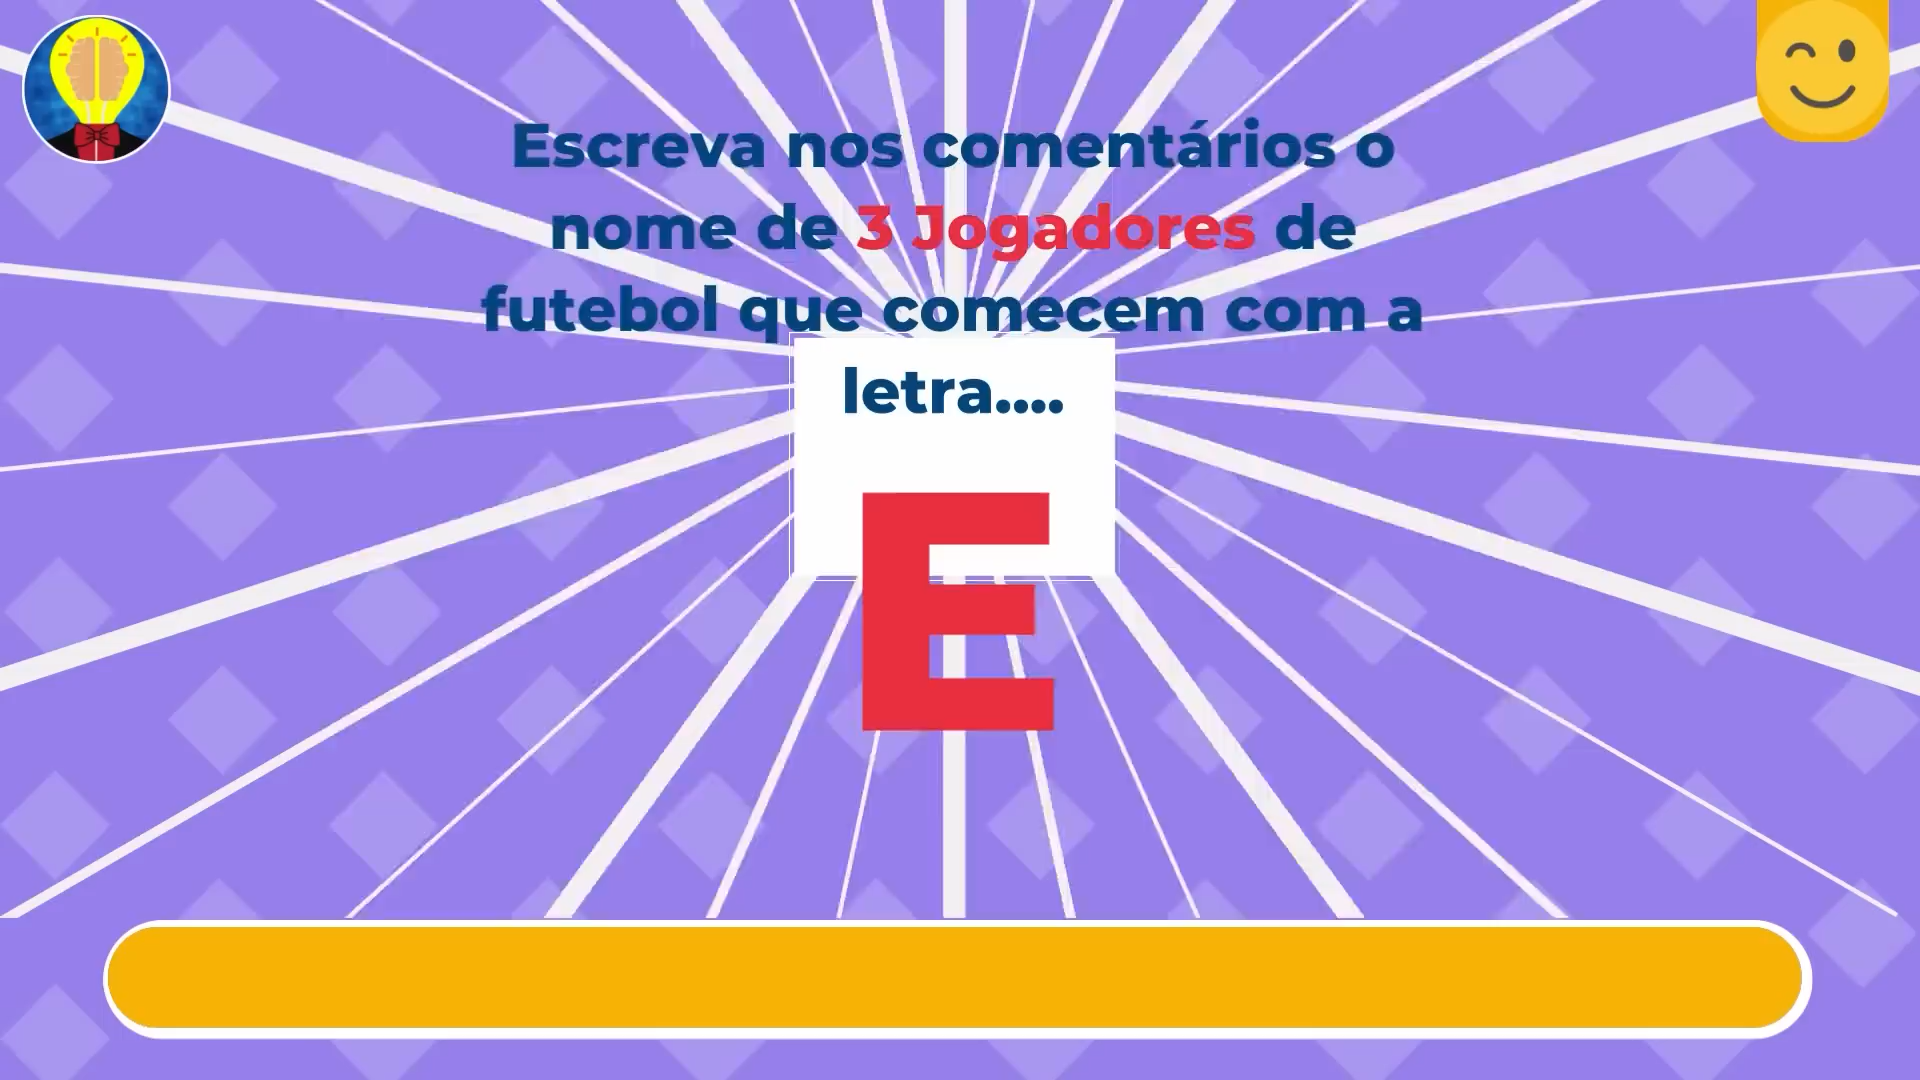 Escreva nos comentários o
nome de 3 Jogadores de
futebol que comecem com a
letra....
E